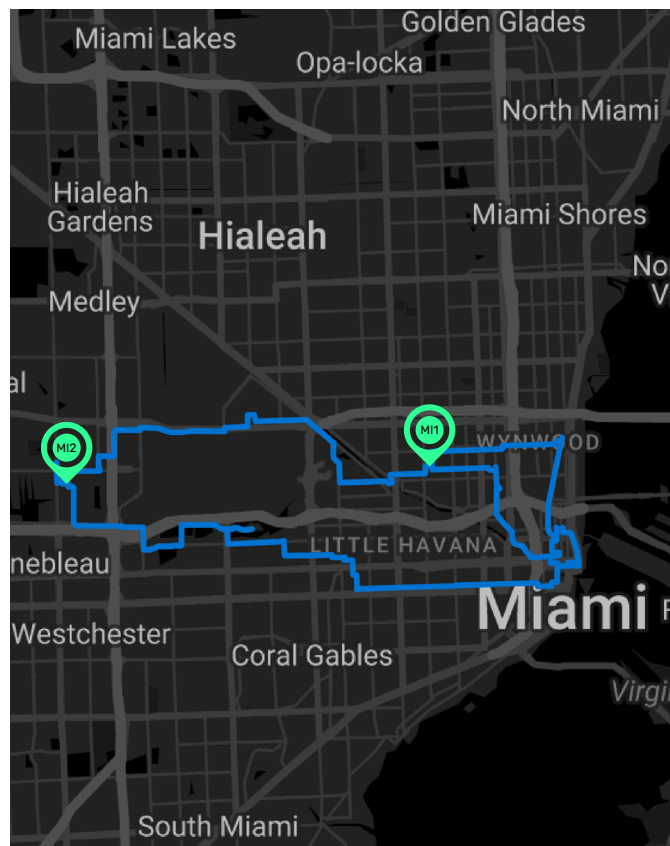 Golden Glades
Miami Lakes
Opa-locka
North Miami
Hialeah
Gardens
Miami Shores
Hialeah
No
V
Medley
al
MI1
MI2
WYNWOOD
LITTLE HAVANA
nebleau
Miami
F
Westchester
Coral Gables
Virgi
South Miami